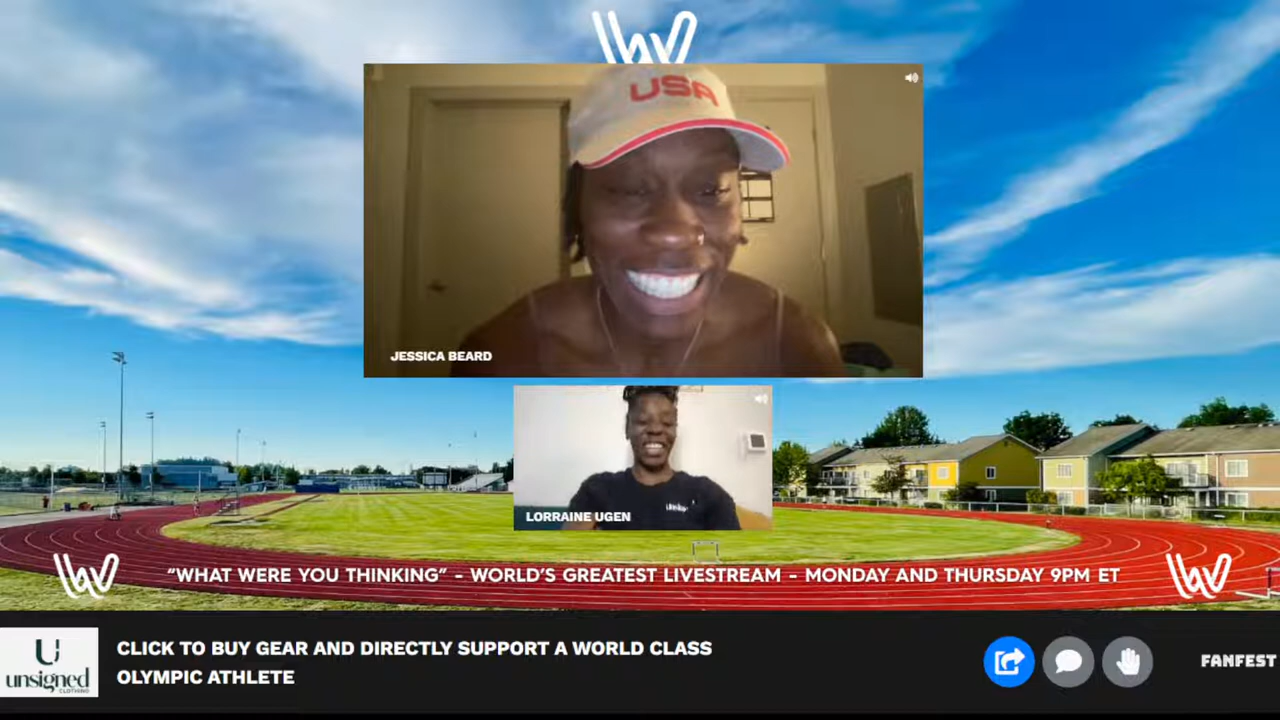 USA
JESSICA BEARD
LORRAINE UGEN
“WHAT WERE YOU THINKING” – WORLD'S GREATEST LIVESTREAM – MONDAY AND THURSDAY 9PM ET
U
unsigned
CLOTHING
CLICK TO BUY GEAR AND DIRECTLY SUPPORT A WORLD CLASS
OLYMPIC ATHLETE
FANFEST